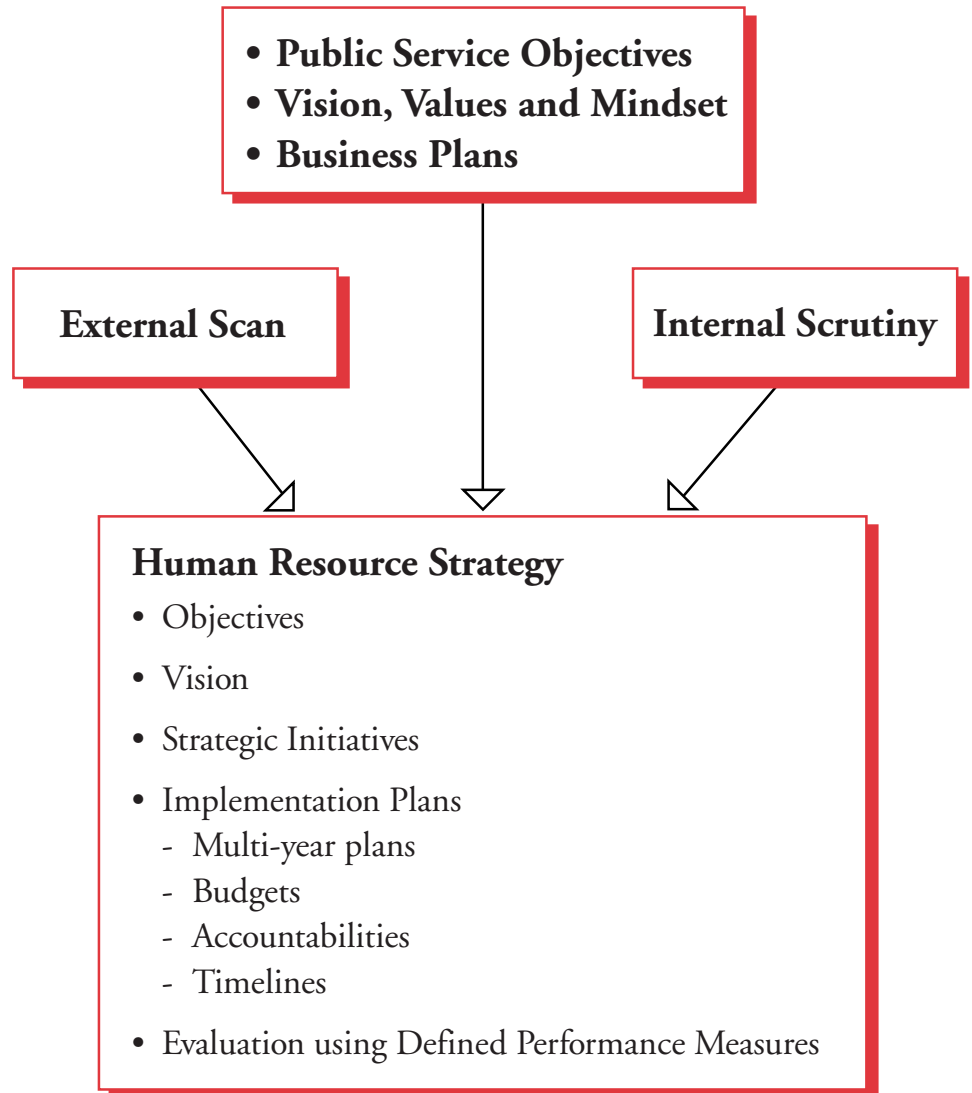 • Public Service Objectives
• Vision, Values and Mindset
• Business Plans
External Scan
Internal Scrutiny
Human Resource Strategy
• Objectives
• Vision
• Strategic Initiatives
• Implementation Plans
- Multi-year plans
- Budgets
- Accountabilities
- Timelines
• Evaluation using Defined Performance Measures